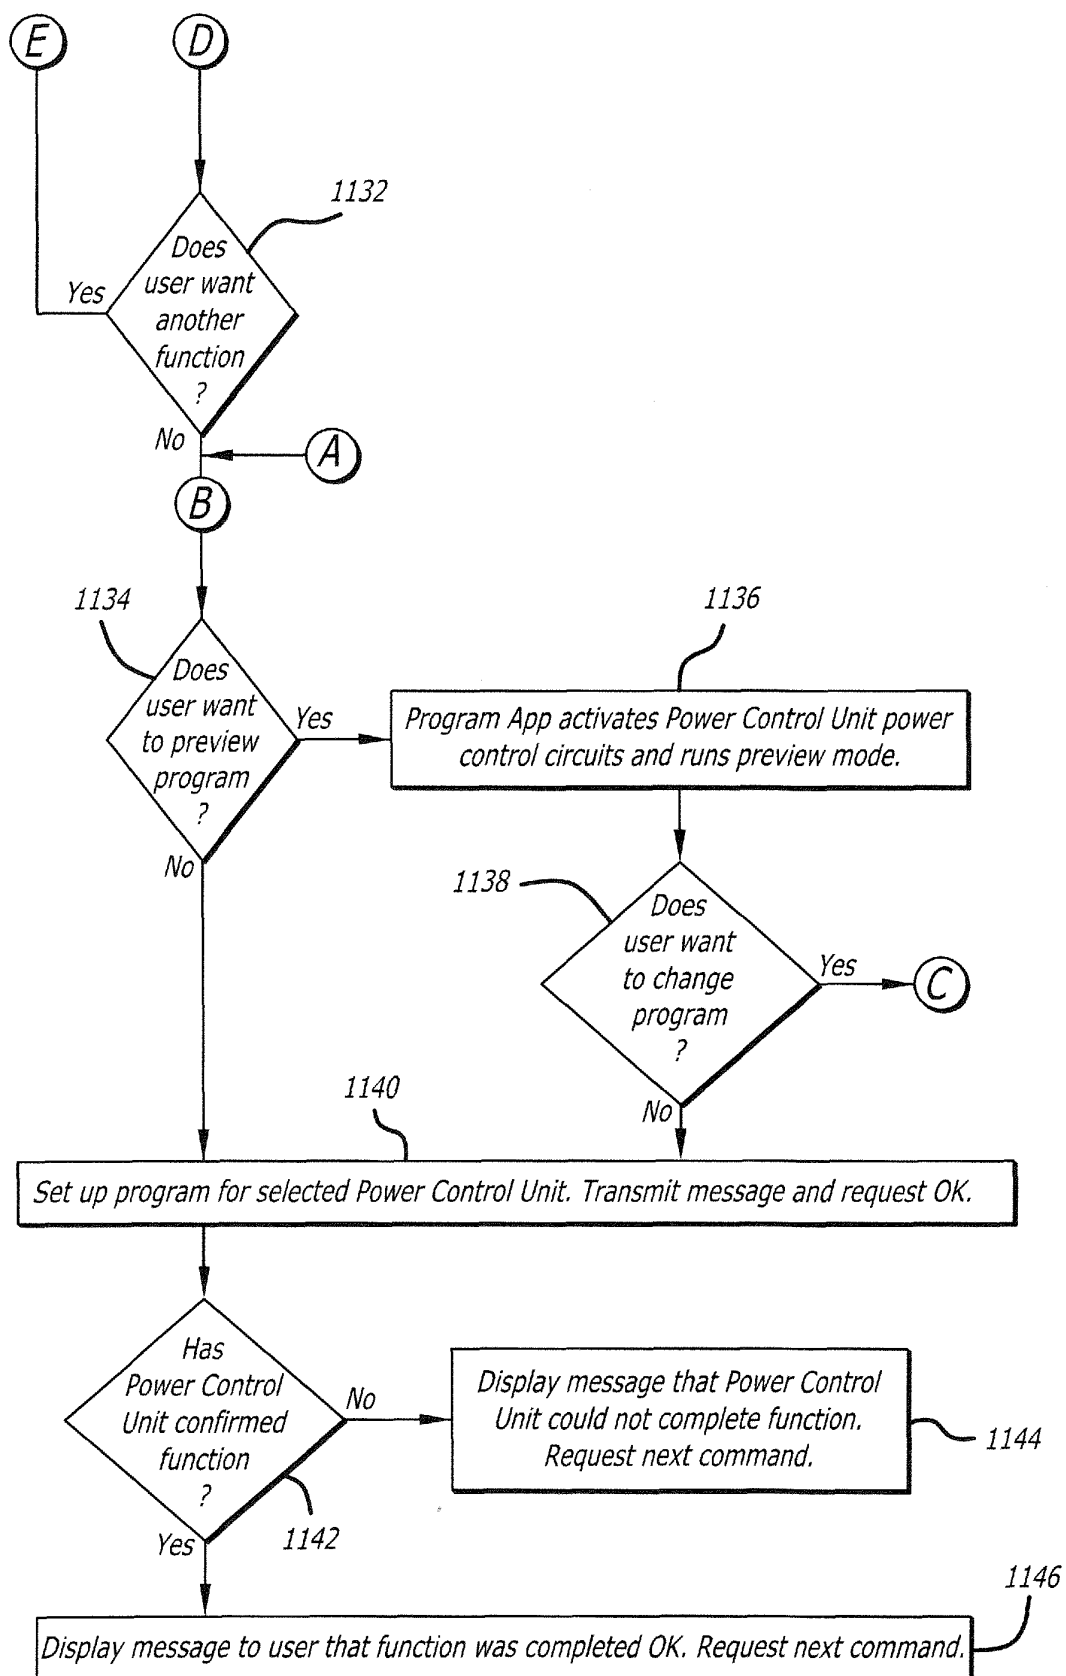 E
D
1132
Does
user want
another
function
?
Yes
No
A
B
1134
Does
user want
to preview
program
?
Yes
No
1136
Program App activates Power Control Unit power
control circuits and runs preview mode.
1138
Does
user want
to change
program
?
Yes
C
No
1140
Set up program for selected Power Control Unit. Transmit message and request OK.
Has
Power Control
Unit confirmed
function
?
No
Yes
1142
Display message that Power Control
Unit could not complete function.
Request next command.
1144
1146
Display message to user that function was completed OK. Request next command.